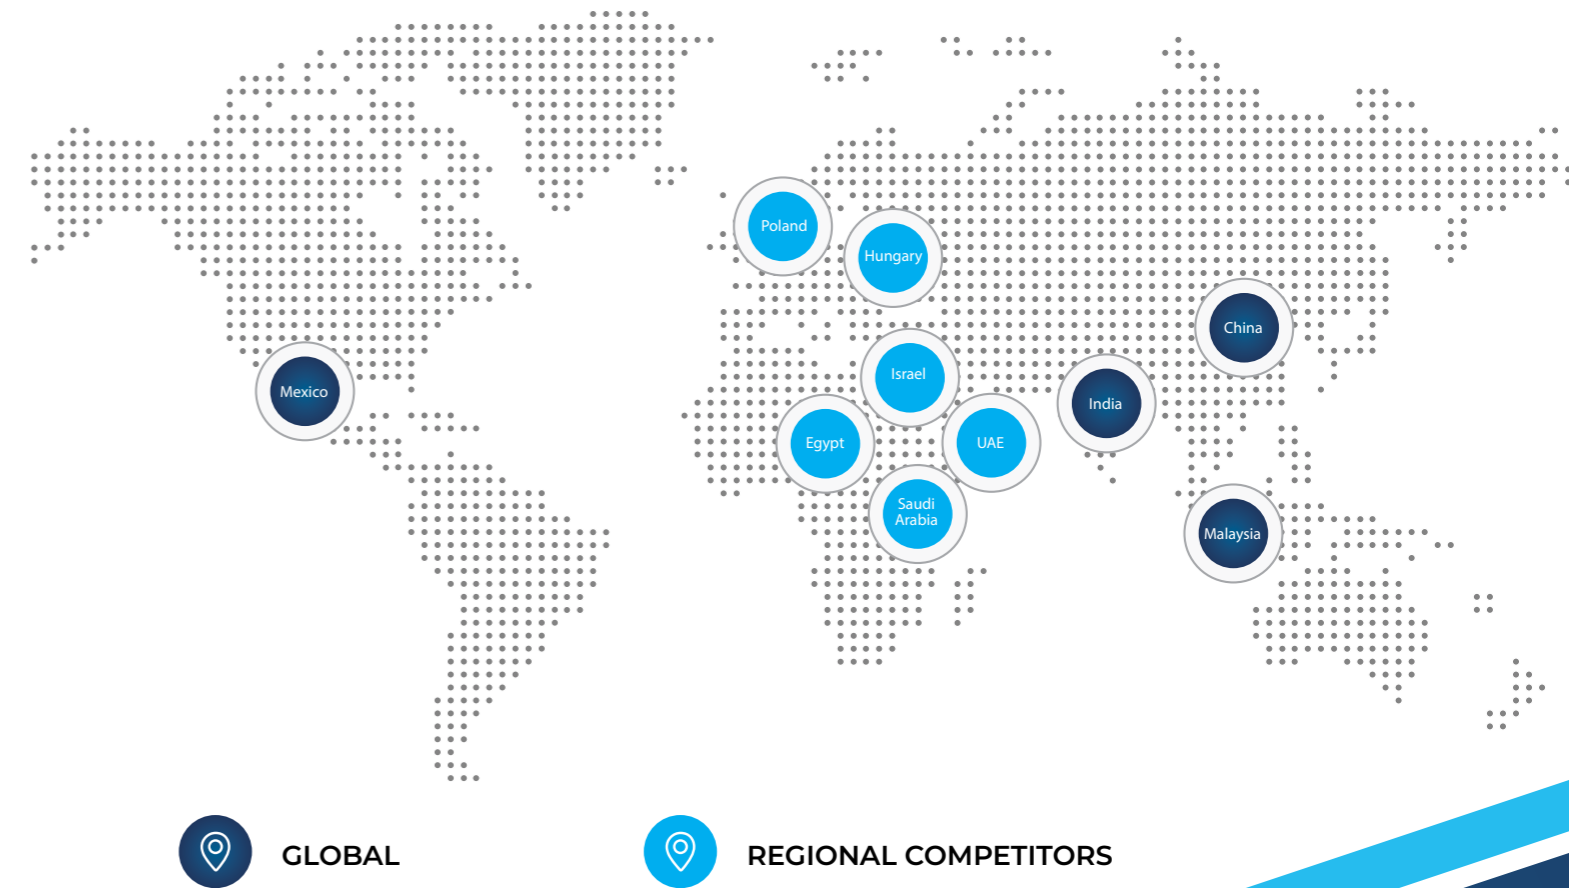 Poland
Hungary
China
Israel
Mexico
India
Egypt
UAE
Saudi
Arabia
Malaysia
GLOBAL
REGIONAL COMPETITORS